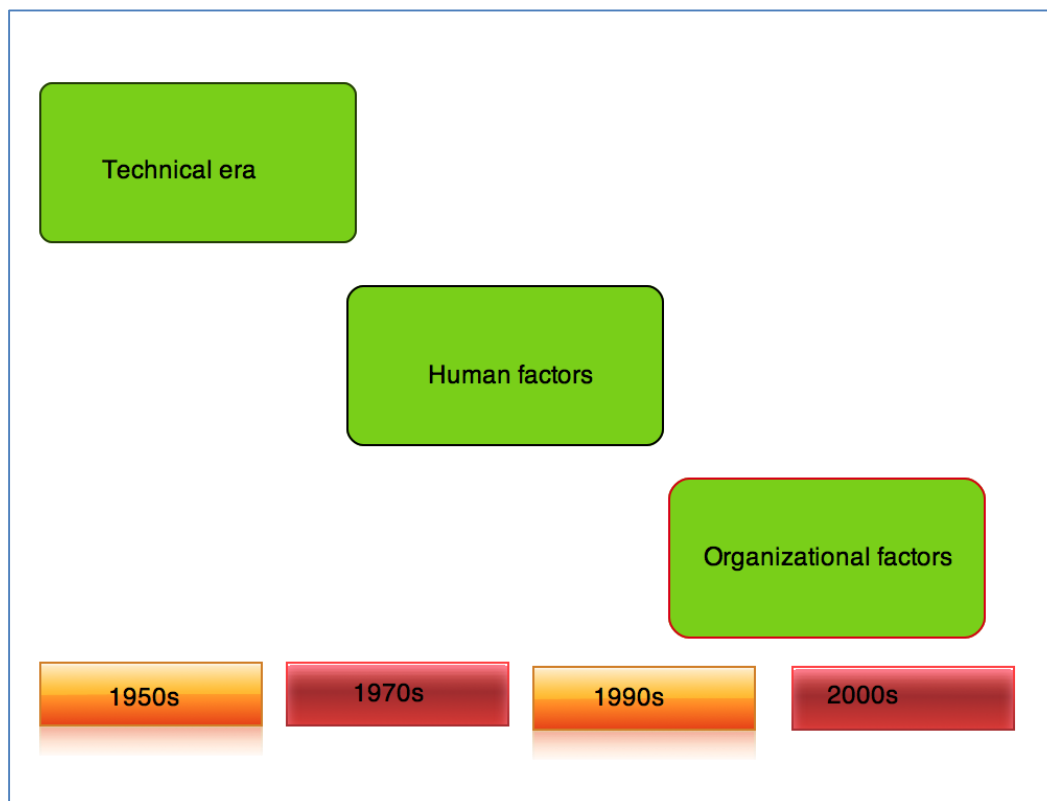 Technical era
Human factors
Organizational factors
1950s
1970s
1990s
2000s